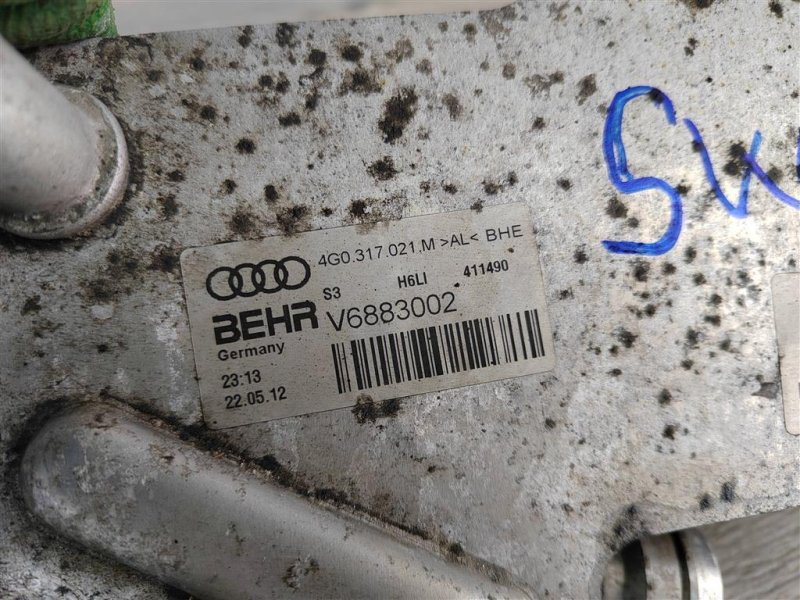 4G0.317.021.M >AL< BHE
S3 H6LI 411490
BEHR V6883002
Germany
23:13
22.05.12